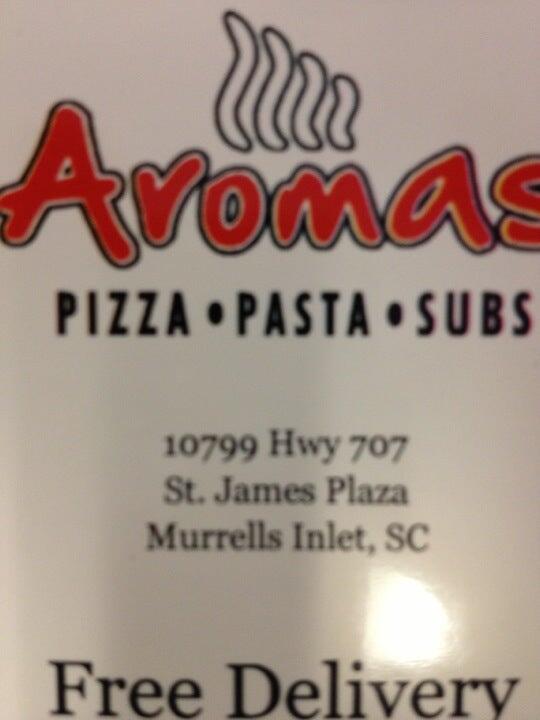 Aromas
PIZZA • PASTA • SUBS
10799 Hwy 707
St. James Plaza
Murrells Inlet, SC
Free Delivery